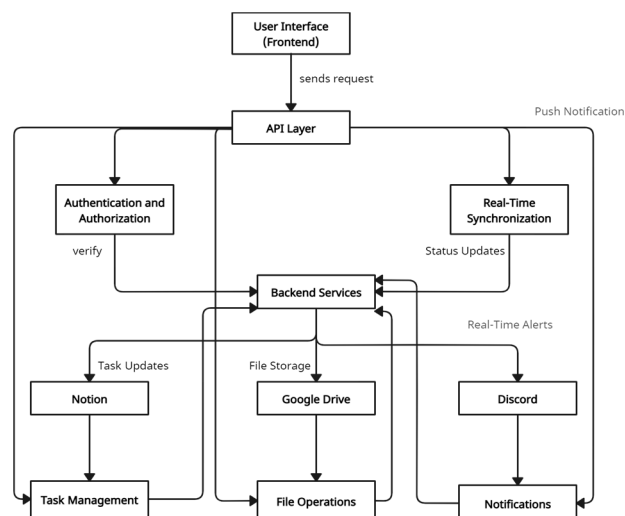 User Interface
(Frontend)
sends request
Push Notification
API Layer
Authentication and
Authorization
Real-Time
Synchronization
verify
Status Updates
Backend Services
Real-Time Alerts
Task Updates
File Storage
Notion
Google Drive
Discord
Task Management
File Operations
Notifications